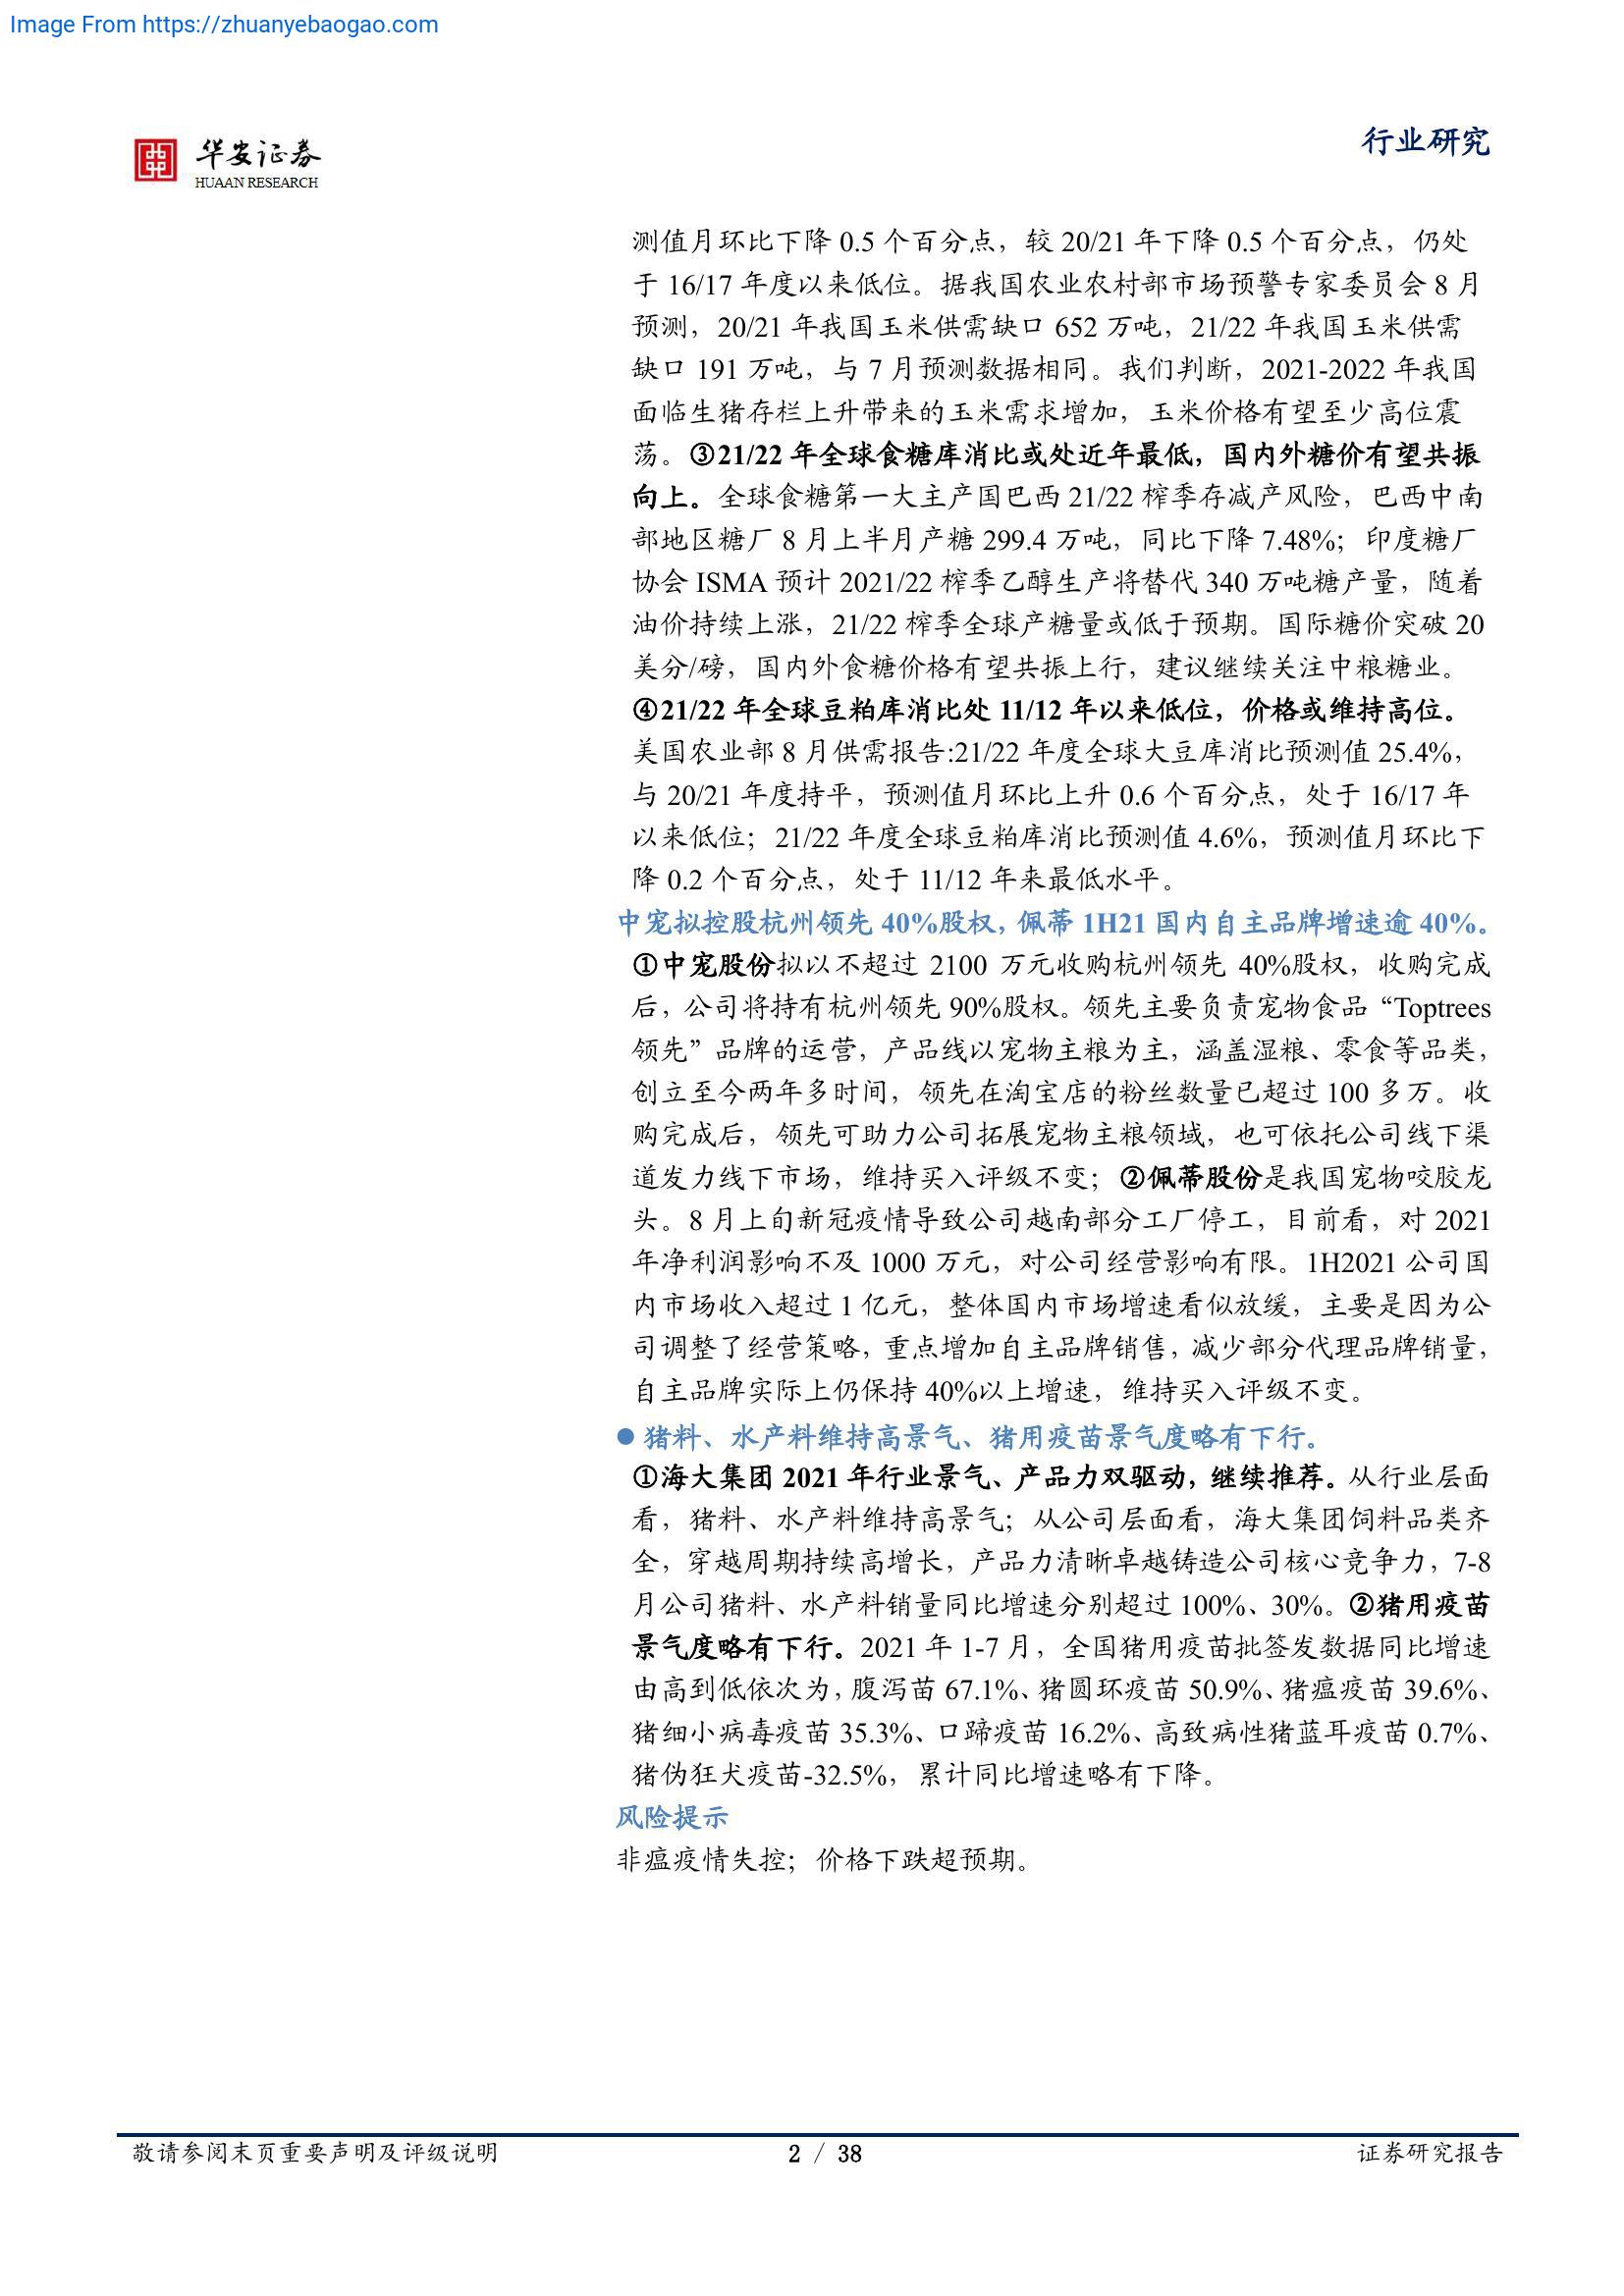 Image From https://zhuanyebaogao.com
华安证券
HUAAN RESEARCH
行业研究
测值月环比下降 0.5 个百分点，较 20/21 年下降 0.5 个百分点，仍处
于 16/17 年度以来低位。据我国农业农村部市场预警专家委员会 8 月
预测，20/21 年我国玉米供需缺口 652 万吨，21/22 年我国玉米供需
缺口 191 万吨，与 7 月预测数据相同。我们判断，2021-2022 年我国
面临生猪存栏上升带来的玉米需求增加，玉米价格有望至少高位震
荡。③21/22 年全球食糖库消比或处近年最低，国内外糖价有望共振
向上。全球食糖第一大主产国巴西 21/22 榨季存减产风险，巴西中南
部地区糖厂 8 月上半月产糖 299.4 万吨，同比下降 7.48%；印度糖厂
协会 ISMA 预计 2021/22 榨季乙醇生产将替代 340 万吨糖产量，随着
油价持续上涨，21/22 榨季全球产糖量或低于预期。国际糖价突破 20
美分/磅，国内外食糖价格有望共振上行，建议继续关注中粮糖业。
④21/22 年全球豆粕库消比处 11/12 年以来低位，价格或维持高位。
美国农业部 8 月供需报告:21/22 年度全球大豆库消比预测值 25.4%，
与 20/21 年度持平，预测值月环比上升 0.6 个百分点，处于 16/17 年
以来低位；21/22 年度全球豆粕库消比预测值 4.6%，预测值月环比下
降 0.2 个百分点，处于 11/12 年来最低水平。
中宠拟控股杭州领先 40%股权，佩蒂 1H21 国内自主品牌增速逾 40%。
①中宠股份拟以不超过 2100 万元收购杭州领先 40%股权，收购完成
后，公司将持有杭州领先 90%股权。领先主要负责宠物食品“Toptrees
领先”品牌的运营，产品线以宠物主粮为主，涵盖湿粮、零食等品类，
创立至今两年多时间，领先在淘宝店的粉丝数量已超过 100 多万。收
购完成后，领先可助力公司拓展宠物主粮领域，也可依托公司线下渠
道发力线下市场，维持买入评级不变；②佩蒂股份是我国宠物咬胶龙
头。8 月上旬新冠疫情导致公司越南部分工厂停工，目前看，对 2021
年净利润影响不及 1000 万元，对公司经营影响有限。1H2021 公司国
内市场收入超过 1 亿元，整体国内市场增速看似放缓，主要是因为公
司调整了经营策略，重点增加自主品牌销售，减少部分代理品牌销量，
自主品牌实际上仍保持 40%以上增速，维持买入评级不变。
● 猪料、水产料维持高景气、猪用疫苗景气度略有下行。
①海大集团 2021 年行业景气、产品力双驱动，继续推荐。从行业层面
看，猪料、水产料维持高景气；从公司层面看，海大集团饲料品类齐
全，穿越周期持续高增长，产品力清晰卓越铸造公司核心竞争力，7-8
月公司猪料、水产料销量同比增速分别超过 100%、30%。②猪用疫苗
景气度略有下行。2021 年 1-7 月，全国猪用疫苗批签发数据同比增速
由高到低依次为，腹泻苗 67.1%、猪圆环疫苗 50.9%、猪瘟疫苗 39.6%、
猪细小病毒疫苗 35.3%、口蹄疫苗 16.2%、高致病性猪蓝耳疫苗 0.7%、
猪伪狂犬疫苗-32.5%，累计同比增速略有下降。
风险提示
非瘟疫情失控；价格下跌超预期。
敬请参阅末页重要声明及评级说明
2 / 38
证券研究报告